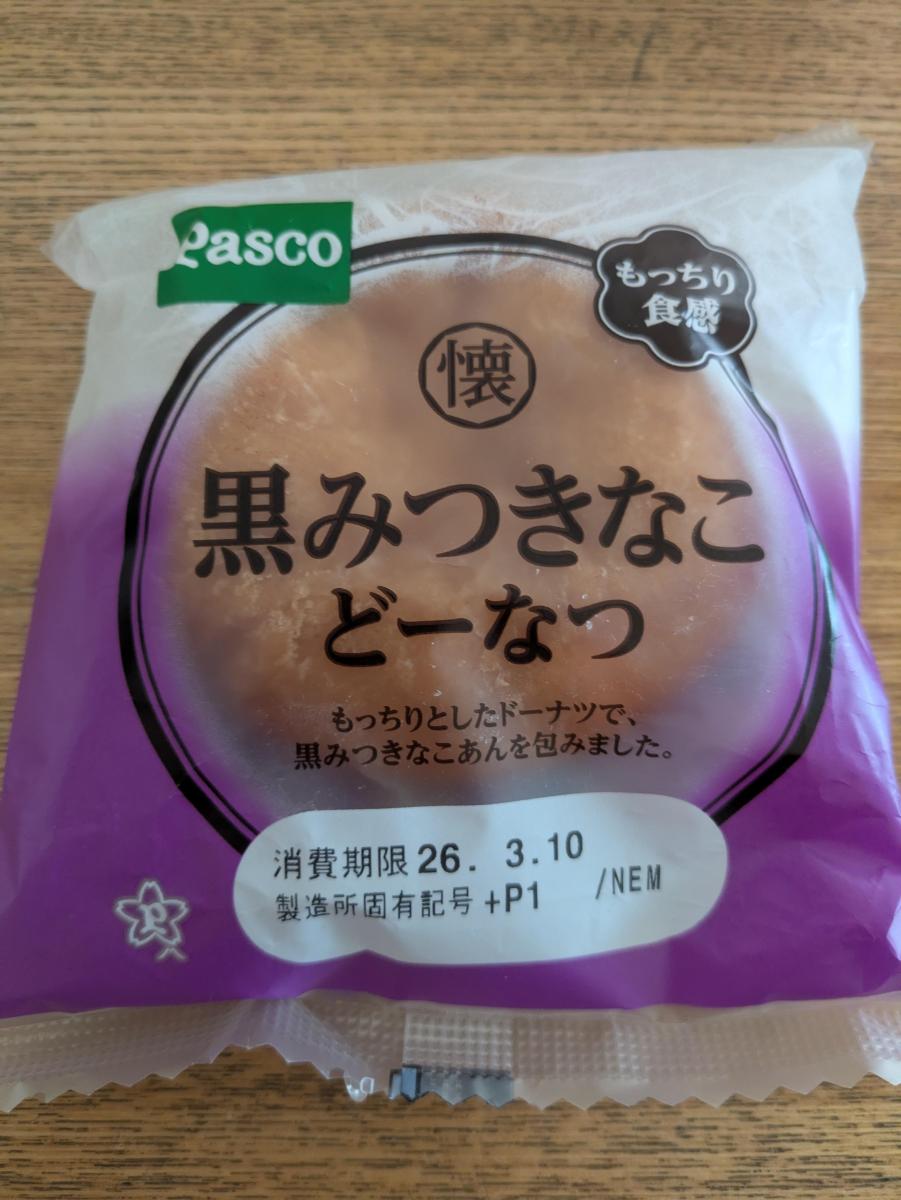 Pasco
もっちり
食感
懐
黒みつきなこ
どーなつ
もっちりとしたドーナツで、
黒みつきなこあんを包みました。
消費期限 26. 3.10
製造所固有記号 +P1 /NEM
P